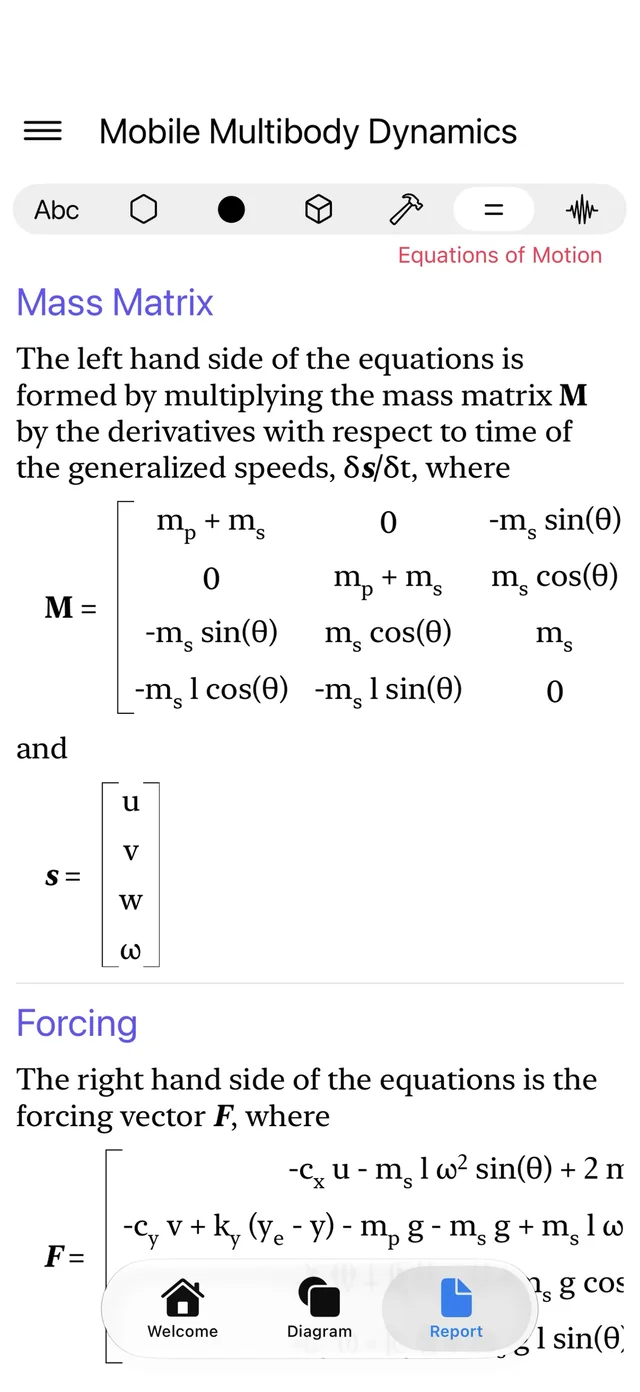 Mobile Multibody Dynamics
Abc
=
Equations of Motion
Mass Matrix
The left hand side of the equations is
formed by multiplying the mass matrix M
by the derivatives with respect to time of
the generalized speeds, δs/δt, where
M =
mₚ + mₛ 0 -mₛ sin(θ)
0 mₚ + mₛ mₛ cos(θ)
-mₛ sin(θ) mₛ cos(θ) mₛ
-mₛ l cos(θ) -mₛ l sin(θ) 0
and
s =
u
v
w
ω
Forcing
The right hand side of the equations is the
forcing vector F, where
F =
-cₓ u - mₛ l ω² sin(θ) + 2 m
-c_y v + k_y (yₑ - y) - mₚ g - mₛ g + mₛ l ω
g cos
g l sin(θ)
Welcome
Diagram
Report